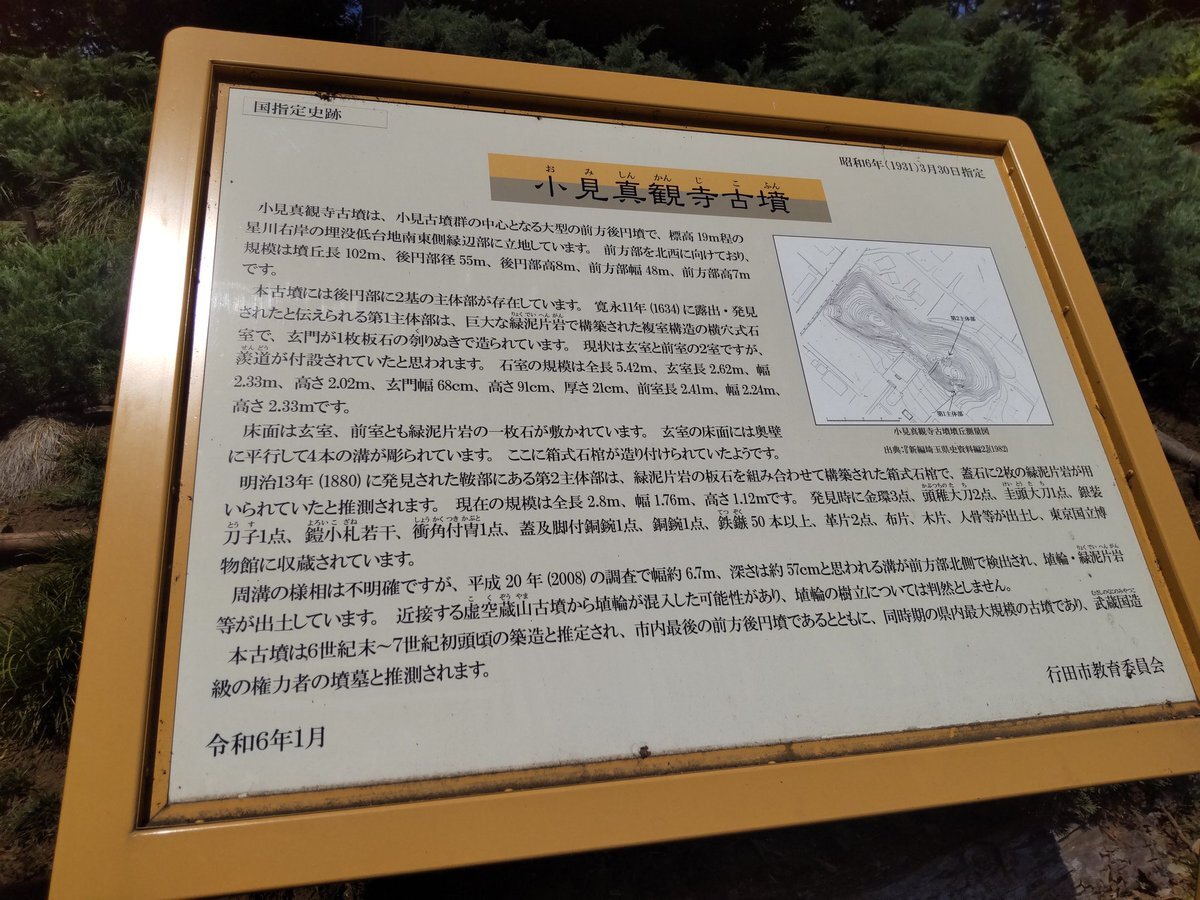 国指定史跡
昭和6年(1931)3月30日指定
おみしんかんじこふん
小見真観寺古墳
小見真観寺古墳は、小見古墳群の中心となる大型の前方後円墳で、標高19m程の
星川右岸の埋没低台地南東側縁辺部に立地しています。前方部を北西に向けており、
規模は墳丘長102m、後円部径55m、後円部高8m、前方部幅48m、前方部高7m
です。
本古墳には後円部に2基の主体部が存在しています。寛永11年(1634)に露出・発見
されたと伝えられる第1主体部は、巨大な緑泥片岩で構築された複室構造の横穴式石
室で、玄門が1枚板石の刳りぬきで造られています。現状は玄室と前室の2室ですが、
羨道が付設されていたと思われます。石室の規模は全長5.42m、玄室長2.62m、幅
2.33m、高さ2.02m、玄門幅68cm、高さ91cm、厚さ21cm、前室長2.41m、幅2.24m、
高さ2.33mです。
床面は玄室、前室とも緑泥片岩の一枚石が敷かれています。玄室の床面には奥壁
に平行して4本の溝が彫られています。ここに箱式石棺が造り付けられていたようです。
明治13年(1880)に発見された鞍部にある第2主体部は、緑泥片岩の板石を組み合わせて構築された箱式石棺で、蓋石に2枚の緑泥片岩が用
いられていたと推測されます。現在の規模は全長2.8m、幅1.76m、高さ1.12mです。発見時に金環3点、頭椎大刀2点、圭頭大刀1点、銀装
刀子1点、鎧小札若干、衝角付冑1点、蓋及脚付銅鋺1点、銅鋺1点、鉄鏃50本以上、革片2点、布片、木片、人骨等が出土し、東京国立博
物館に収蔵されています。
周溝の様相は不明確ですが、平成20年(2008)の調査で幅約6.7m、深さは約57cmと思われる溝が前方部北側で検出され、埴輪・緑泥片岩
等が出土しています。近接する虚空蔵山古墳から埴輪が混入した可能性があり、埴輪の樹立については判然としません。
本古墳は6世紀末～7世紀初頭頃の築造と推定され、市内最後の前方後円墳であるとともに、同時期の県内最大規模の古墳であり、武蔵国造
級の権力者の墳墓と推測されます。
第2主体部
第1主体部
小見真観寺古墳墳丘測量図
出典:『新編埼玉県史資料編2』(1982)
令和6年1月
行田市教育委員会